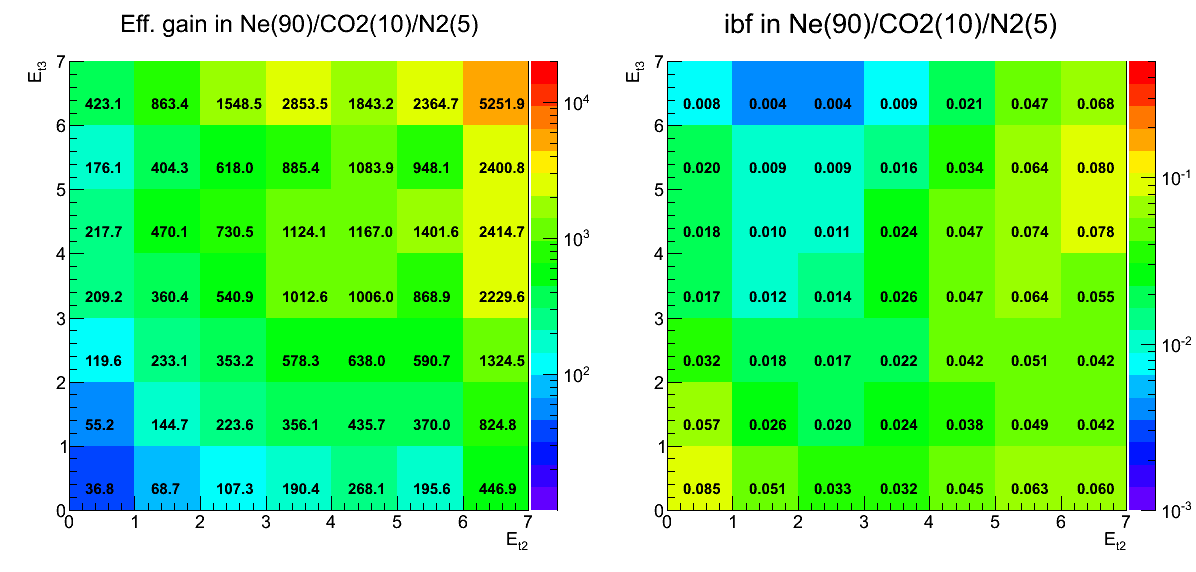 Eff. gain in Ne(90)/CO2(10)/N2(5)
Et3
7
423.1 863.4 1548.5 2853.5 1843.2 2364.7 5251.9
6
176.1 404.3 618.0 885.4 1083.9 948.1 2400.8
5
217.7 470.1 730.5 1124.1 1167.0 1401.6 2414.7
4
209.2 360.4 540.9 1012.6 1006.0 868.9 2229.6
3
119.6 233.1 353.2 578.3 638.0 590.7 1324.5
2
55.2 144.7 223.6 356.1 435.7 370.0 824.8
1
36.8 68.7 107.3 190.4 268.1 195.6 446.9
0
0 1 2 3 4 5 6 7
Et2
10^4
10^3
10^2
ibf in Ne(90)/CO2(10)/N2(5)
Et3
7
0.008 0.004 0.004 0.009 0.021 0.047 0.068
6
0.020 0.009 0.009 0.016 0.034 0.064 0.080
5
0.018 0.010 0.011 0.024 0.047 0.074 0.078
4
0.017 0.012 0.014 0.026 0.047 0.064 0.055
3
0.032 0.018 0.017 0.022 0.042 0.051 0.042
2
0.057 0.026 0.020 0.024 0.038 0.049 0.042
1
0.085 0.051 0.033 0.032 0.045 0.063 0.060
0
0 1 2 3 4 5 6 7
Et2
10^-1
10^-2
10^-3